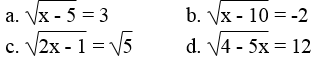 a. √x - 5 = 3 b. √x - 10 = -2
c. √2x - 1 = √5 d. √4 - 5x = 12